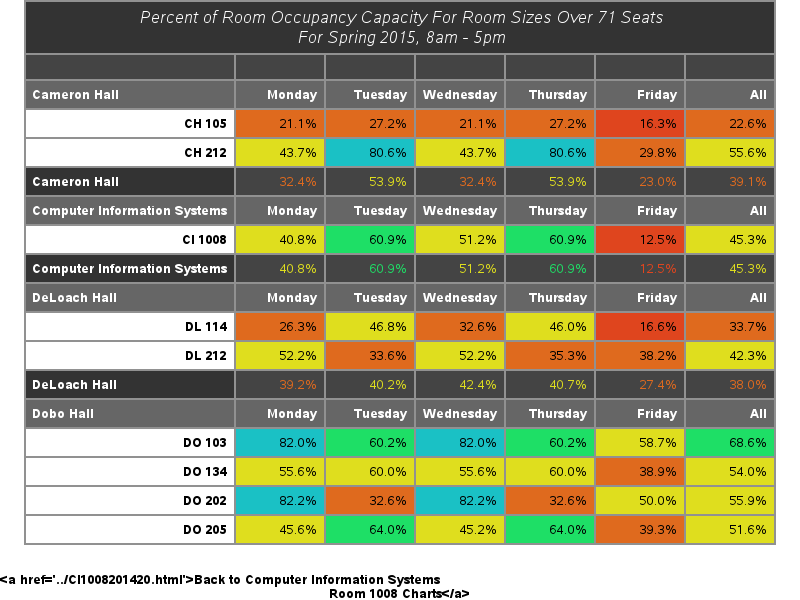 Percent of Room Occupancy Capacity For Room Sizes Over 71 Seats
For Spring 2015, 8am - 5pm
Cameron Hall Monday Tuesday Wednesday Thursday Friday All
CH 105 21.1% 27.2% 21.1% 27.2% 16.3% 22.6%
CH 212 43.7% 80.6% 43.7% 80.6% 29.8% 55.6%
Cameron Hall 32.4% 53.9% 32.4% 53.9% 23.0% 39.1%
Computer Information Systems Monday Tuesday Wednesday Thursday Friday All
CI 1008 40.8% 60.9% 51.2% 60.9% 12.5% 45.3%
Computer Information Systems 40.8% 60.9% 51.2% 60.9% 12.5% 45.3%
DeLoach Hall Monday Tuesday Wednesday Thursday Friday All
DL 114 26.3% 46.8% 32.6% 46.0% 16.6% 33.7%
DL 212 52.2% 33.6% 52.2% 35.3% 38.2% 42.3%
DeLoach Hall 39.2% 40.2% 42.4% 40.7% 27.4% 38.0%
Dobo Hall Monday Tuesday Wednesday Thursday Friday All
DO 103 82.0% 60.2% 82.0% 60.2% 58.7% 68.6%
DO 134 55.6% 60.0% 55.6% 60.0% 38.9% 54.0%
DO 202 82.2% 32.6% 82.2% 32.6% 50.0% 55.9%
DO 205 45.6% 64.0% 45.2% 64.0% 39.3% 51.6%
<a href='../CI1008201420.html'>Back to Computer Information Systems
Room 1008 Charts</a>